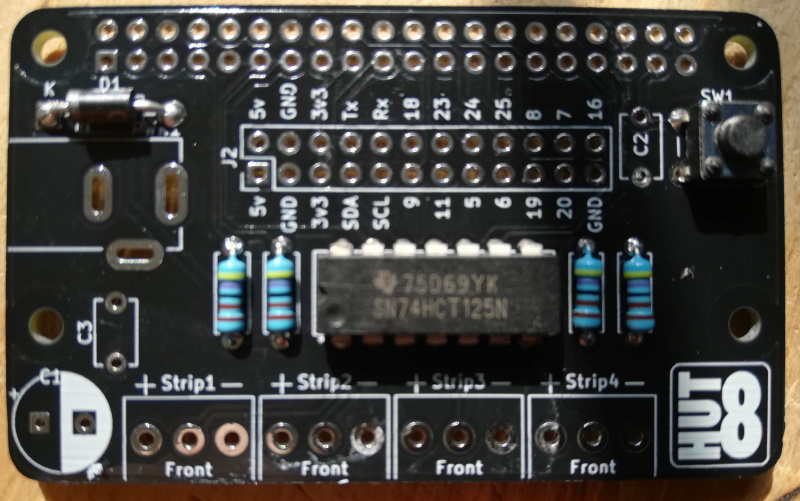 K
D1
SW1
5v GND 3v3 Tx Rx 18 23 24 25 8 7 16
J2
C2
5v GND 3v3 SDA SCL 9 11 5 6 19 20 GND
75D69YK
SN74HCT125N
C3
C1
+
+ Strip1 — + Strip2 — + Strip3 — + Strip4 —
Front Front Front Front
HUT
8